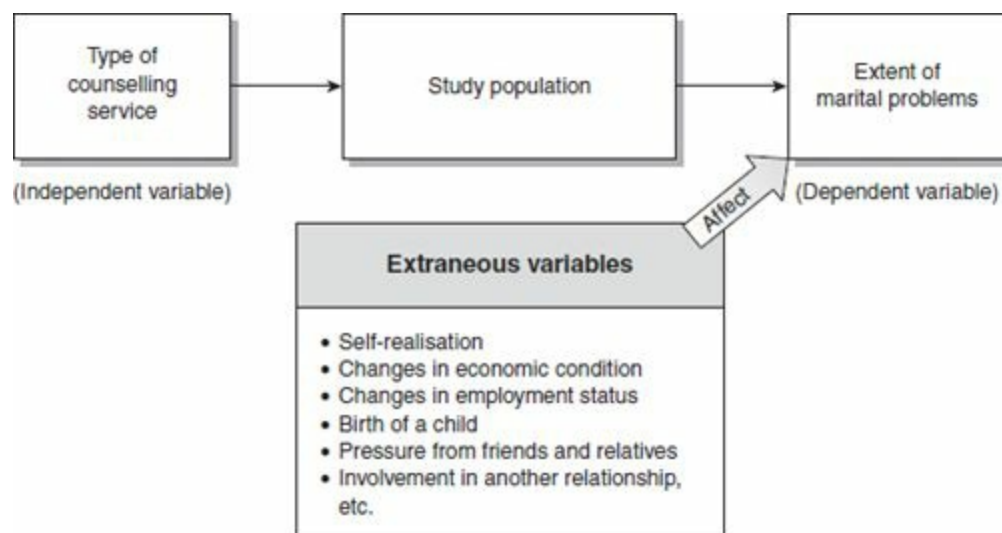 Type of
counselling
service
Study population
Extent of
marital problems
(Independent variable)
(Dependent variable)
Affect
Extraneous variables
• Self-realisation
• Changes in economic condition
• Changes in employment status
• Birth of a child
• Pressure from friends and relatives
• Involvement in another relationship,
etc.